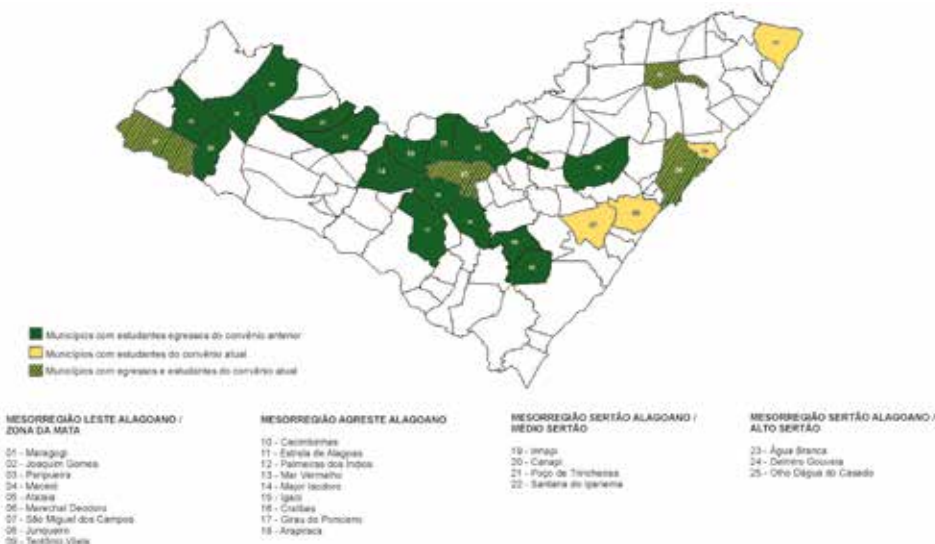 Municípios com estudantes egressos do convênio anterior
Municípios com estudantes do convênio atual
Municípios com egressos e estudantes do convênio atual
MESORREGIÃO LESTE ALAGOANO /
ZONA DA MATA
01 - Maragogi
02 - Joaquim Gomes
03 - Paripueira
04 - Maceió
05 - Atalaia
06 - Marechal Deodoro
07 - São Miguel dos Campos
08 - Junqueiro
09 - Teotônio Vilela
MESORREGIÃO AGRESTE ALAGOANO
10 - Cacimbinhas
11 - Estrela de Alagoas
12 - Palmeiras dos Índios
13 - Mar Vermelho
14 - Major Isodoro
15 - Igaci
16 - Craíbas
17 - Girau do Ponciano
18 - Arapiraca
MESORREGIÃO SERTÃO ALAGOANO /
MÉDIO SERTÃO
19 - Inhapi
20 - Canapi
21 - Poço de Trincheiras
22 - Santana do Ipanema
MESORREGIÃO SERTÃO ALAGOANO /
ALTO SERTÃO
23 - Água Branca
24 - Delmiro Gouveia
25 - Olho Dágua do Casado